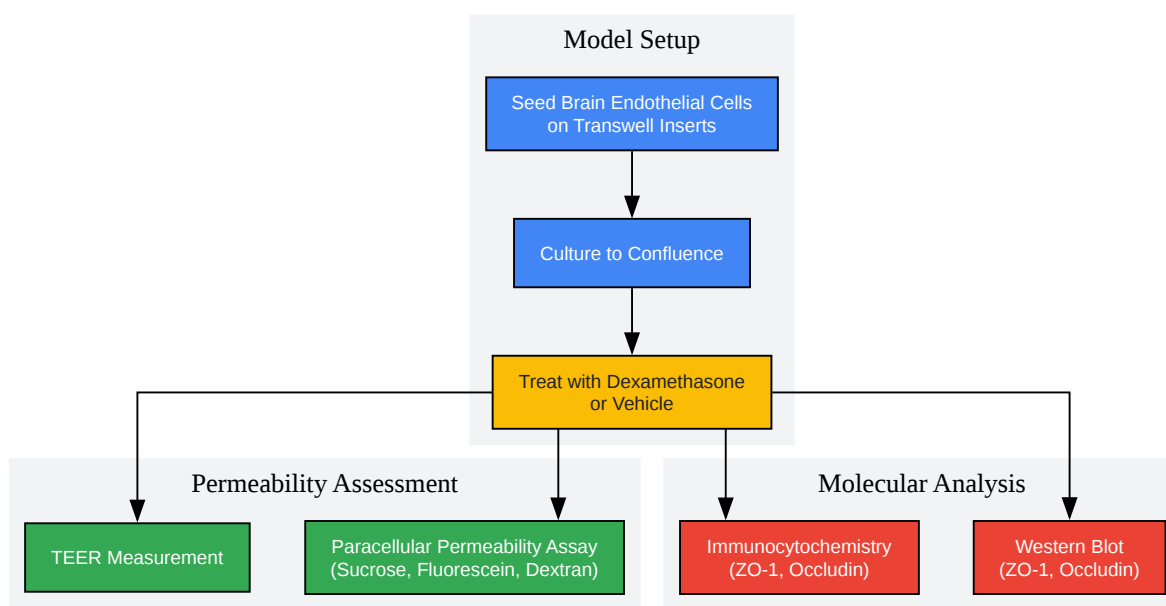 Model Setup
Seed Brain Endothelial Cells
on Transwell Inserts
Culture to Confluence
Treat with Dexamethasone
or Vehicle
Permeability Assessment
TEER Measurement
Paracellular Permeability Assay
(Sucrose, Fluorescein, Dextran)
Molecular Analysis
Immunocytochemistry
(ZO-1, Occludin)
Western Blot
(ZO-1, Occludin)